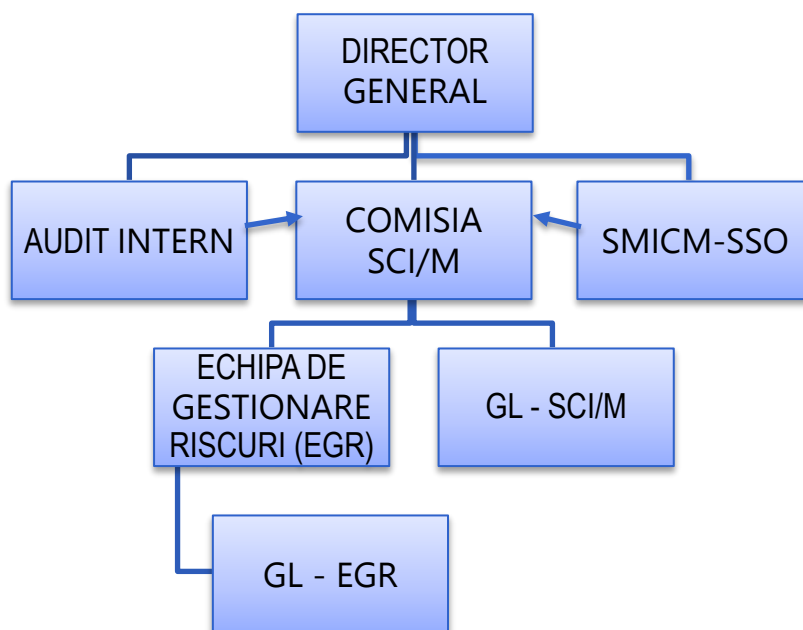 DIRECTOR
GENERAL
AUDIT INTERN
COMISIA
SCI/M
SMICM-SSO
ECHIPA DE
GESTIONARE
RISCURI (EGR)
GL - SCI/M
GL - EGR